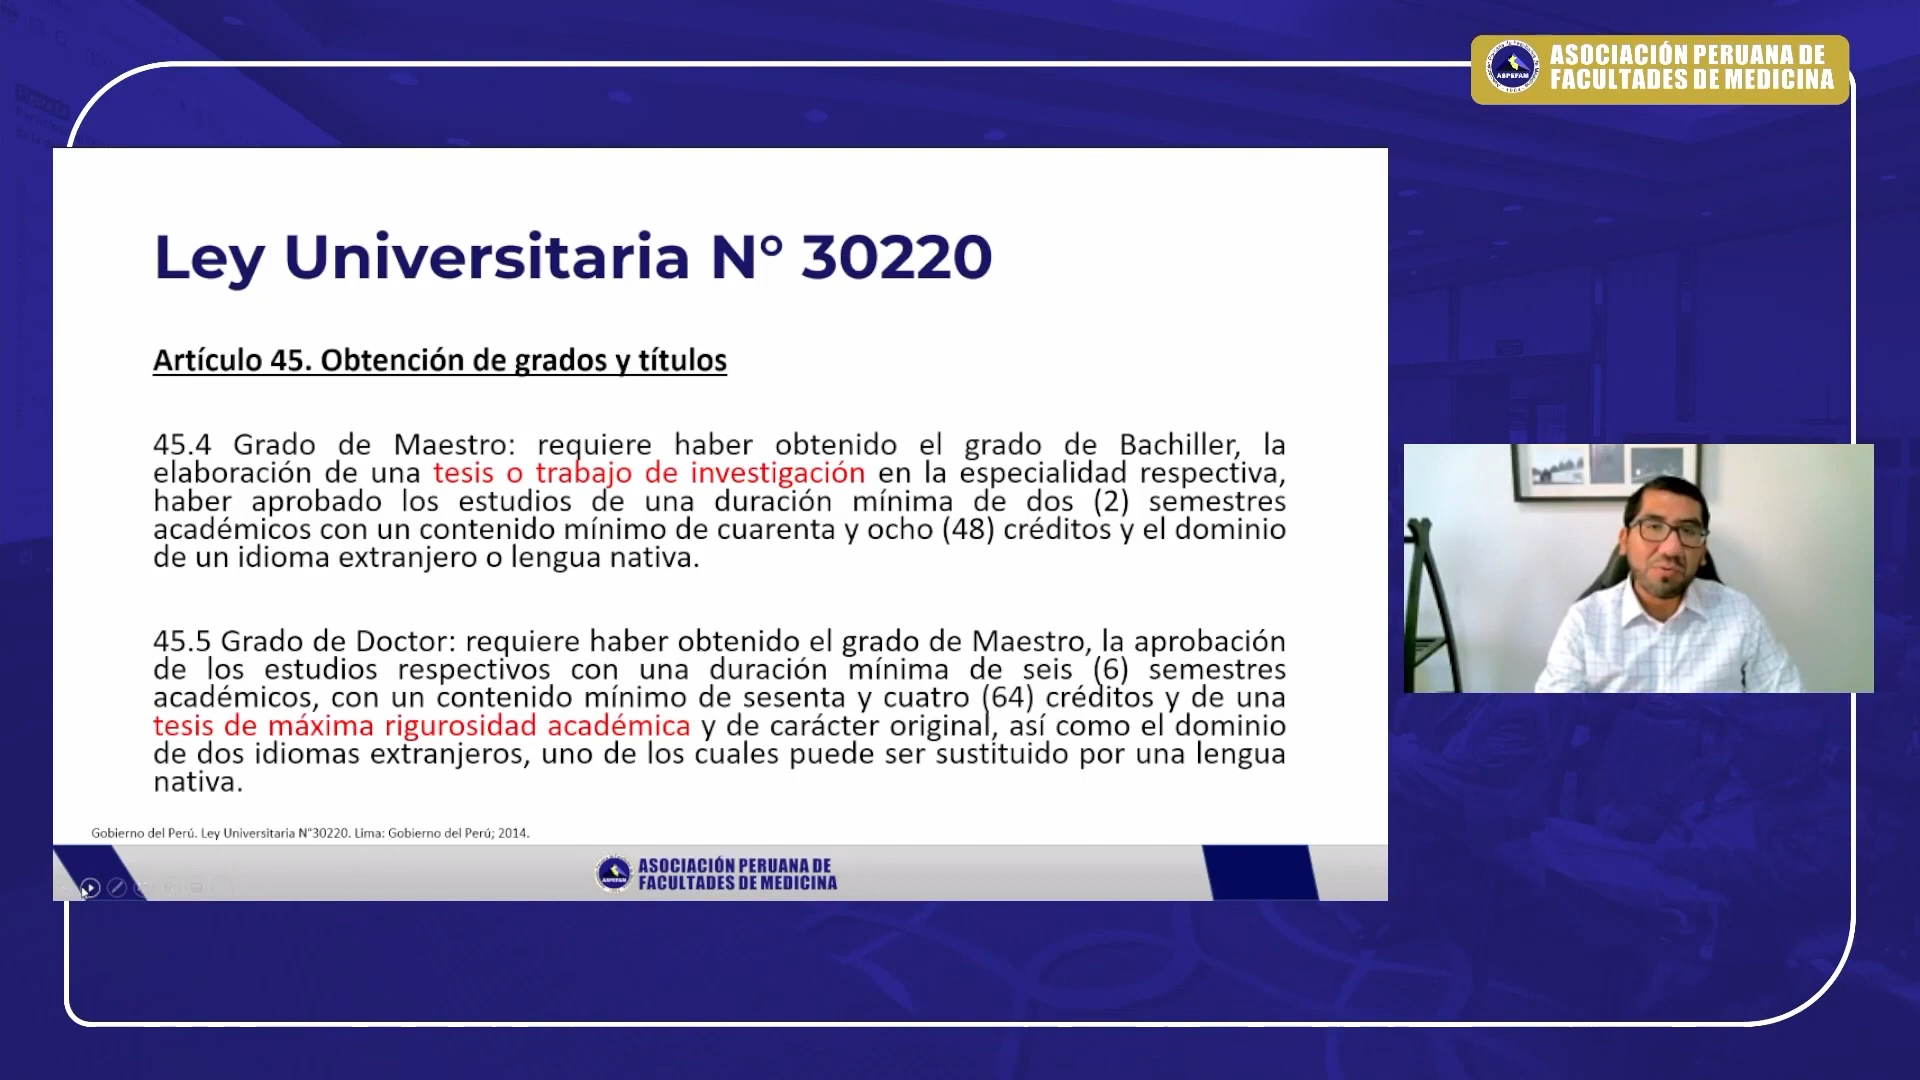 ASOCIACIÓN PERUANA DE
FACULTADES DE MEDICINA
ASPEFAM
Ley Universitaria N° 30220
Artículo 45. Obtención de grados y títulos
45.4 Grado de Maestro: requiere haber obtenido el grado de Bachiller, la
elaboración de una tesis o trabajo de investigación en la especialidad respectiva,
haber aprobado los estudios de una duración mínima de dos (2) semestres
académicos con un contenido mínimo de cuarenta y ocho (48) créditos y el dominio
de un idioma extranjero o lengua nativa.
45.5 Grado de Doctor: requiere haber obtenido el grado de Maestro, la aprobación
de los estudios respectivos con una duración mínima de seis (6) semestres
académicos, con un contenido mínimo de sesenta y cuatro (64) créditos y de una
tesis de máxima rigurosidad académica y de carácter original, así como el dominio
de dos idiomas extranjeros, uno de los cuales puede ser sustituido por una lengua
nativa.
Gobierno del Perú. Ley Universitaria N°30220. Lima: Gobierno del Perú; 2014.
ASPEFAM
ASOCIACIÓN PERUANA DE
FACULTADES DE MEDICINA